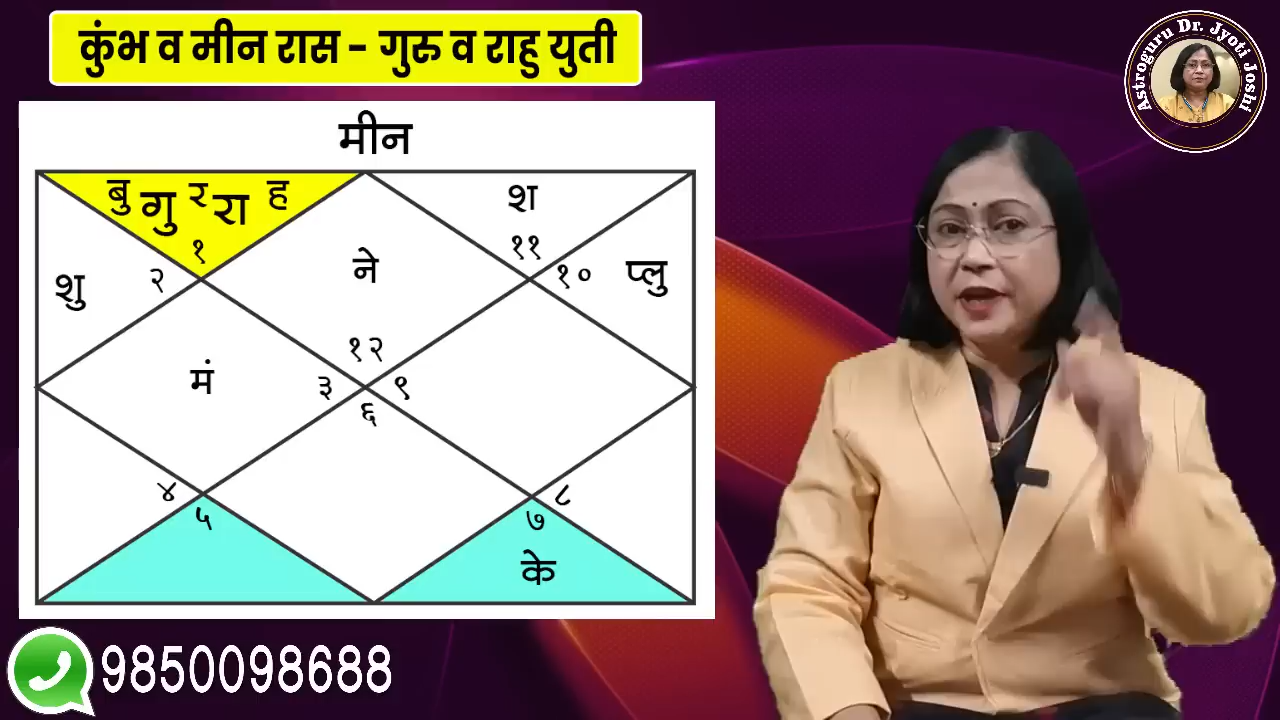 कुंभ व मीन रास - गुरु व राहु युती
Astroguru Dr. Jyoti Joshi
मीन
बु गु र रा ह
१
श
११
ने
शु
२
१०
प्लु
१२
मं
३
९
६
४
५
८
७
के
9850098688